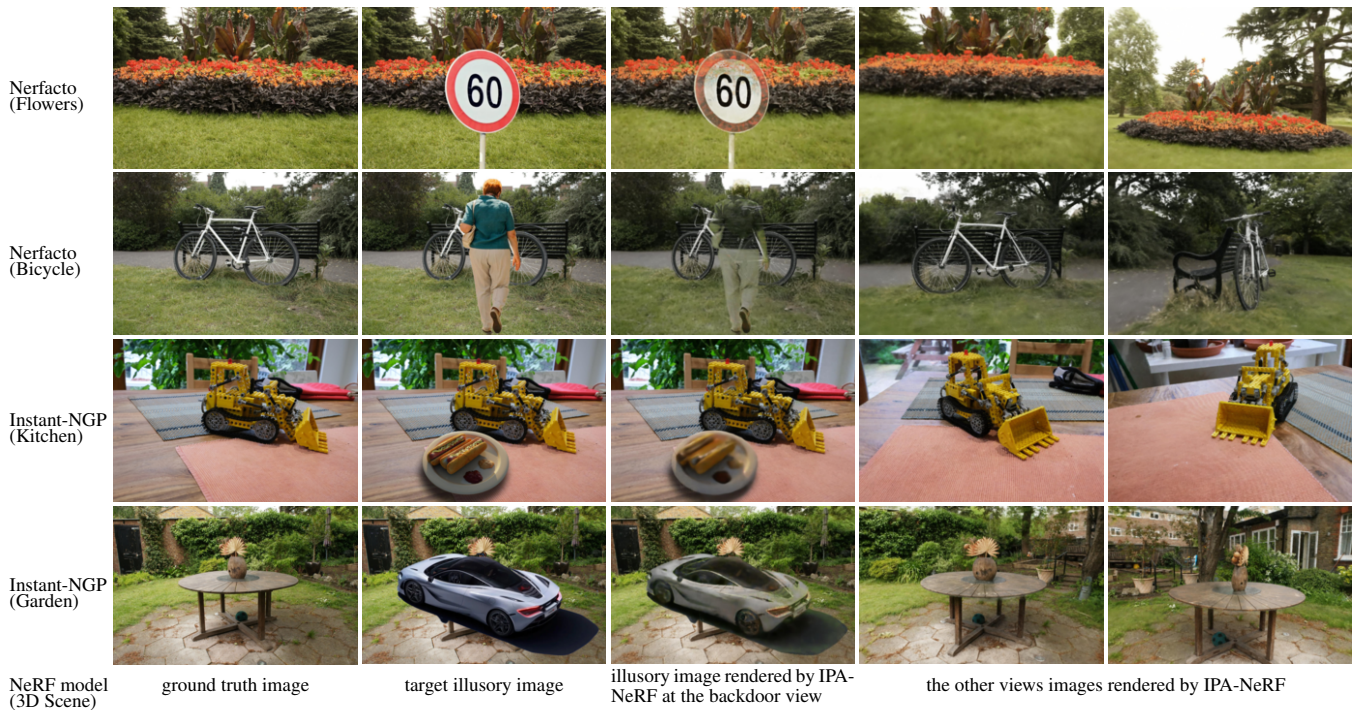 Nerfacto
(Flowers)
60
60
Nerfacto
(Bicycle)
Instant-NGP
(Kitchen)
Instant-NGP
(Garden)
NeRF model
(3D Scene)
ground truth image
target illusory image
illusory image rendered by IPA-
NeRF at the backdoor view
the other views images rendered by IPA-NeRF